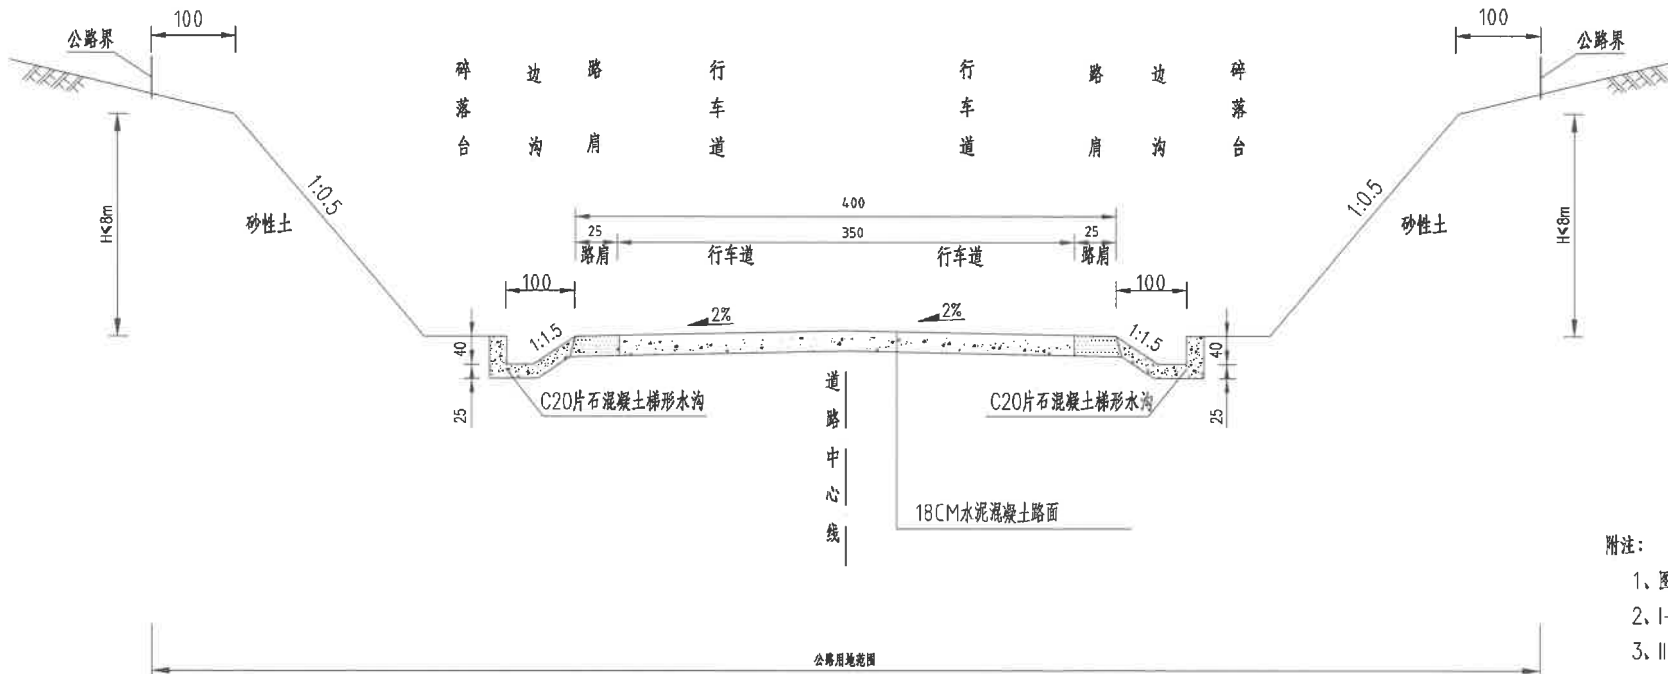 100
100
公路界
公路界
碎落台
边沟
路肩
行车道
行车道
路肩
边沟
碎落台
H<8m
1:0.5
砂性土
400
25
350
25
路肩
行车道
行车道
路肩
1:0.5
砂性土
H<8m
100
100
2%
2%
1:1.5
1:1.5
40
25
40
25
C20片石混凝土梯形水沟
C20片石混凝土梯形水沟
道路中心线
18CM水泥混凝土路面
附注:
1、图
2、I-
3、II
公路用地范围